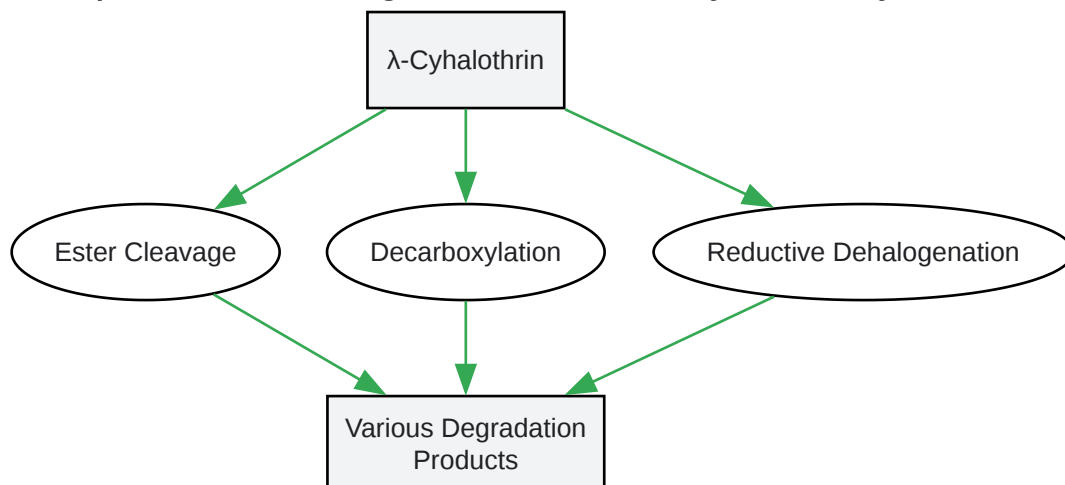 λ-Cyhalothrin
Ester Cleavage
Decarboxylation
Reductive Dehalogenation
Various Degradation
Products